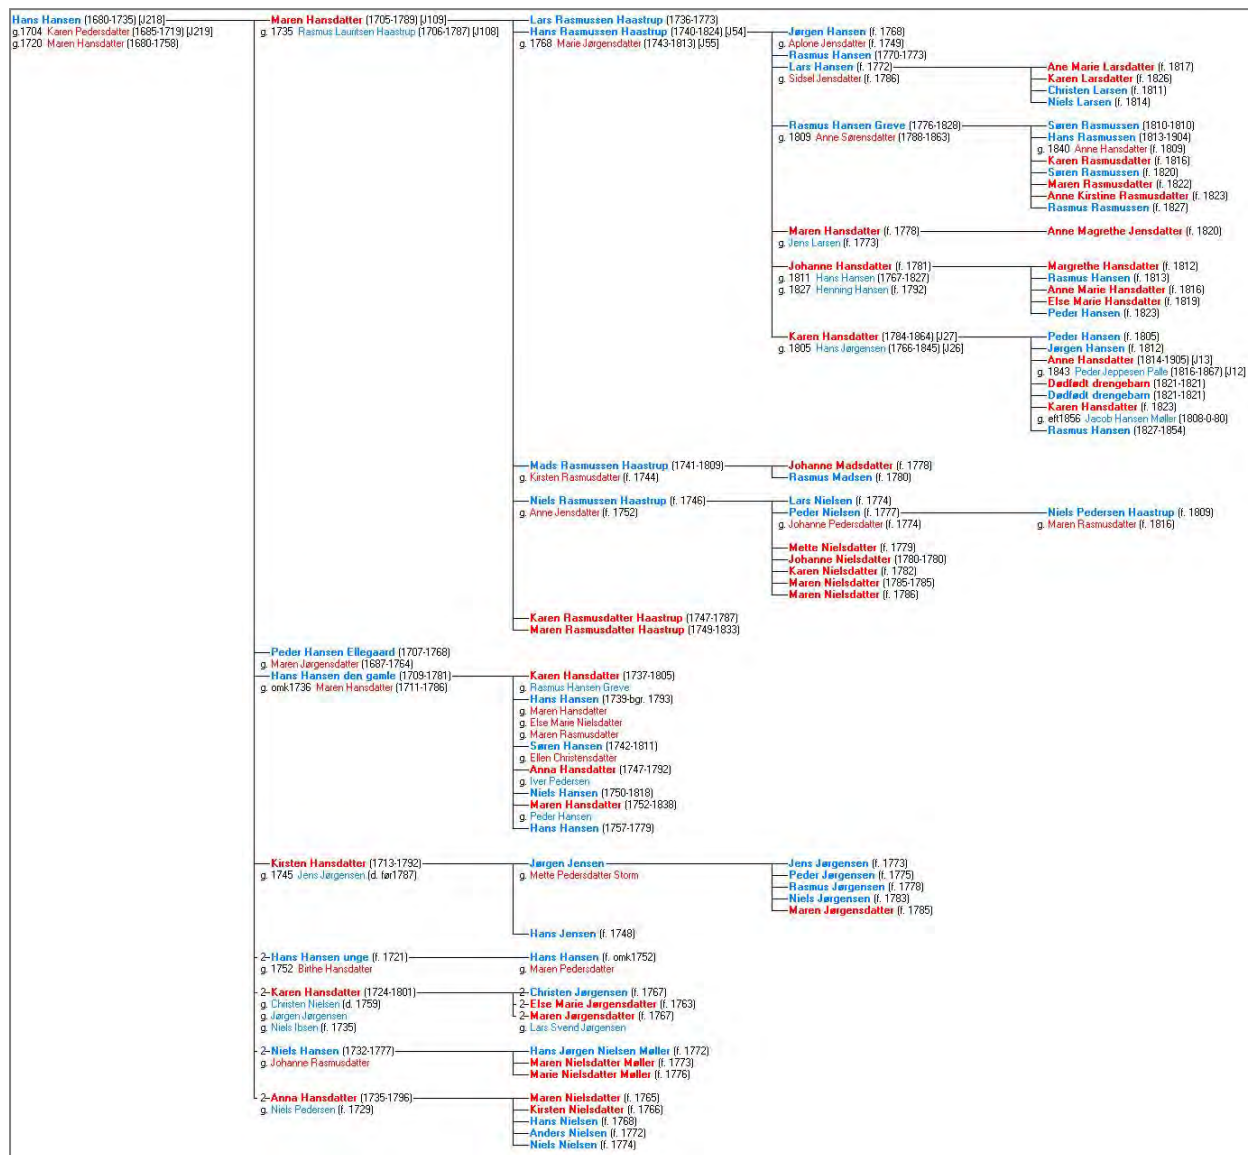 Hans Hansen (1680-1735) [J218]
g.1704 Karen Pedersdatter (1685-1719) [J219]
g.1720 Maren Hansdatter (1680-1758)
Maren Hansdatter (1705-1789) [J109]
g. 1735 Rasmus Lauritsen Haastrup (1706-1787) [J108]
Lars Rasmussen Haastrup (1736-1773)
Hans Rasmussen Haastrup (1740-1824) [J54]
g. 1768 Marie Jørgensdatter (1743-1813) [J55]
Jørgen Hansen (f. 1768)
g. Aplone Jensdatter (f. 1749)
Rasmus Hansen (1770-1773)
Lars Hansen (f. 1772)
g. Sidsel Jensdatter (f. 1786)
Ane Marie Larsdatter (f. 1817)
Karen Larsdatter (f. 1826)
Christen Larsen (f. 1811)
Niels Larsen (f. 1814)
Rasmus Hansen Greve (1776-1828)
g. 1809 Anne Sørensdatter (1788-1863)
Søren Rasmussen (1810-1810)
Hans Rasmussen (1813-1904)
g. 1840 Anne Hansdatter (f. 1809)
Karen Rasmusdatter (f. 1816)
Søren Rasmussen (f. 1820)
Maren Rasmusdatter (f. 1822)
Anne Kirstine Rasmusdatter (f. 1823)
Rasmus Rasmussen (f. 1827)
Maren Hansdatter (f. 1778)
g. Jens Larsen (f. 1773)
Anne Magrethe Jensdatter (f. 1820)
Johanne Hansdatter (f. 1781)
g. 1811 Hans Hansen (1767-1827)
g. 1827 Henning Hansen (f. 1792)
Margrethe Hansdatter (f. 1812)
Rasmus Hansen (f. 1813)
Anne Marie Hansdatter (f. 1816)
Else Marie Hansdatter (f. 1819)
Peder Hansen (f. 1823)
Karen Hansdatter (1784-1864) [J27]
g. 1805 Hans Jørgensen (1766-1845) [J26]
Peder Hansen (f. 1805)
Jørgen Hansen (f. 1812)
Anne Hansdatter (1814-1905) [J13]
g. 1843 Peder Jeppesen Palle (1816-1867) [J12]
Dødfødt drengebarn (1821-1821)
Dødfødt drengebarn (1821-1821)
Karen Hansdatter (f. 1823)
g. eft1856 Jacob Hansen Møller (1808-0-80)
Rasmus Hansen (1827-1854)
Mads Rasmussen Haastrup (1741-1809)
g. Kirsten Rasmusdatter (f. 1744)
Johanne Madsdatter (f. 1778)
Rasmus Madsen (f. 1780)
Niels Rasmussen Haastrup (f. 1746)
g. Anne Jensdatter (f. 1752)
Lars Nielsen (f. 1774)
Peder Nielsen (f. 1777)
g. Johanne Pedersdatter (f. 1774)
Niels Pedersen Haastrup (f. 1809)
g. Maren Rasmusdatter (f. 1816)
Mette Nielsdatter (f. 1779)
Johanne Nielsdatter (1780-1780)
Karen Nielsdatter (f. 1782)
Maren Nielsdatter (1785-1785)
Maren Nielsdatter (f. 1786)
Karen Rasmusdatter Haastrup (1747-1787)
Maren Rasmusdatter Haastrup (1749-1833)
Peder Hansen Ellegaard (1707-1768)
g. Maren Jørgensdatter (1687-1764)
Hans Hansen den gamle (1709-1781)
g. omk1736 Maren Hansdatter (1711-1786)
Karen Hansdatter (1737-1805)
g. Rasmus Hansen Greve
Hans Hansen (1739-bgr. 1793)
g. Maren Hansdatter
g. Else Marie Nielsdatter
g. Maren Rasmusdatter
Søren Hansen (1742-1811)
g. Ellen Christensdatter
Anna Hansdatter (1747-1792)
g. Iver Pedersen
Niels Hansen (1750-1818)
Maren Hansdatter (1752-1838)
g. Peder Hansen
Hans Hansen (1757-1779)
Kirsten Hansdatter (1713-1792)
g. 1745 Jens Jørgensen (d. før1787)
Jørgen Jensen
g. Mette Pedersdatter Storm
Jens Jørgensen (f. 1773)
Peder Jørgensen (f. 1775)
Rasmus Jørgensen (f. 1778)
Niels Jørgensen (f. 1783)
Maren Jørgensdatter (f. 1785)
Hans Jensen (f. 1748)
2 Hans Hansen unge (f. 1721)
g. 1752 Birthe Hansdatter
Hans Hansen (f. omk1752)
g. Maren Pedersdatter
2 Karen Hansdatter (1724-1801)
g. Christen Nielsen (d. 1759)
g. Jørgen Jørgensen
g. Niels Ibsen (f. 1735)
2 Christen Jørgensen (f. 1767)
2 Else Marie Jørgensdatter (f. 1763)
2 Maren Jørgensdatter (f. 1767)
g. Lars Svend Jørgensen
2 Niels Hansen (1732-1777)
g. Johanne Rasmusdatter
Hans Jørgen Nielsen Møller (f. 1772)
Maren Nielsdatter Møller (f. 1773)
Marie Nielsdatter Møller (f. 1776)
2 Anna Hansdatter (1735-1796)
g. Niels Pedersen (f. 1729)
Maren Nielsdatter (f. 1765)
Kirsten Nielsdatter (f. 1766)
Hans Nielsen (f. 1768)
Anders Nielsen (f. 1772)
Niels Nielsen (f. 1774)